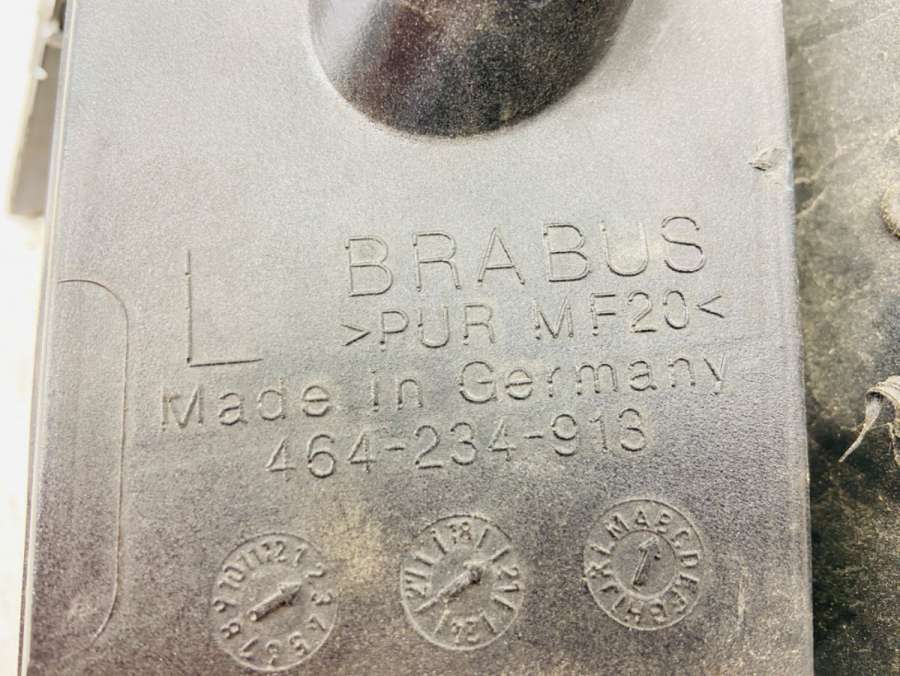 L
BRABUS
>PUR MF20<
Made in Germany
464-234-913